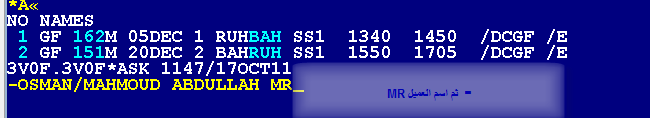 *A«
NO NAMES
1 GF 162M 05DEC 1 RUHBAH SS1 1340 1450 /DCGF /E
2 GF 151M 20DEC 2 BAHRUH SS1 1550 1705 /DCGF /E
3V0F.3V0F*ASK 1147/17OCT11
-OSMAN/MAHMOUD ABDULLAH MR_
- ثم اسم العميل MR